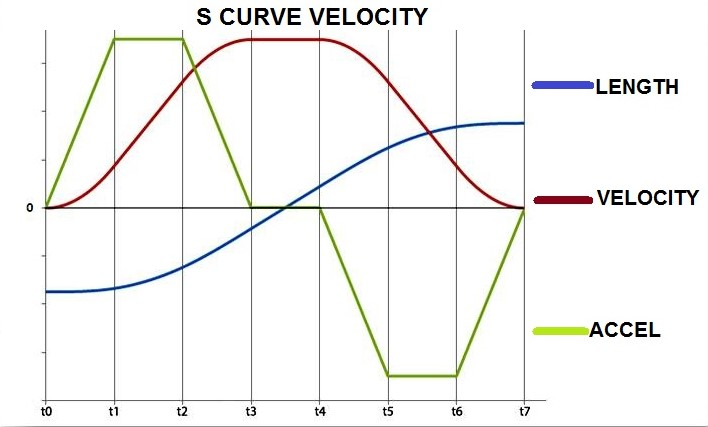 S CURVE VELOCITY
LENGTH
VELOCITY
0
ACCEL
t0 t1 t2 t3 t4 t5 t6 t7